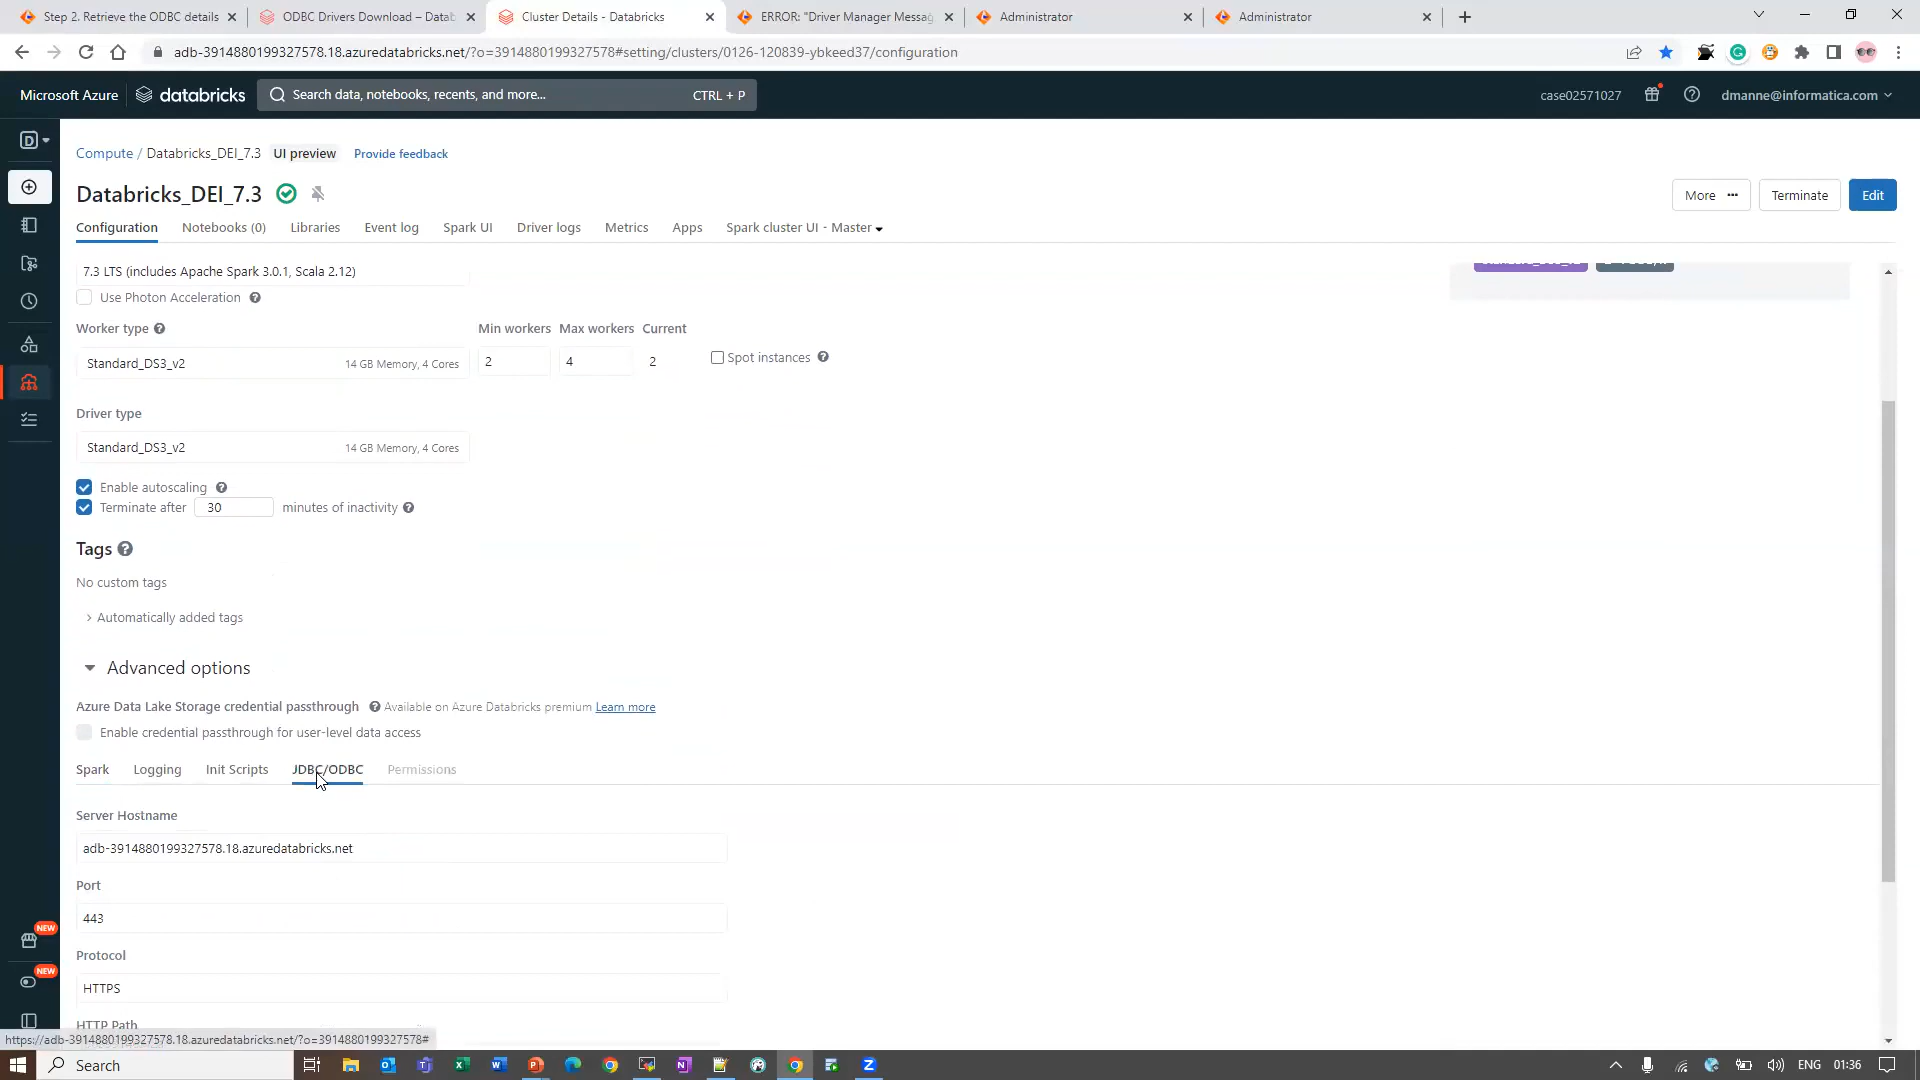 Step 2. Retrieve the ODBC details
ODBC Drivers Download – Datab
Cluster Details - Databricks
ERROR: "Driver Manager Messag
Administrator
Administrator
adb-3914880199327578.18.azuredatabricks.net/?o=3914880199327578#setting/clusters/0126-120839-ybkeed37/configuration
Microsoft Azure
databricks
Search data, notebooks, recents, and more...
CTRL + P
case02571027
dmanne@informatica.com
D
Compute / Databricks_DEI_7.3 UI preview Provide feedback
Databricks_DEI_7.3
More
Terminate
Edit
Configuration
Notebooks (0)
Libraries
Event log
Spark UI
Driver logs
Metrics
Apps
Spark cluster UI - Master
7.3 LTS (includes Apache Spark 3.0.1, Scala 2.12)
Use Photon Acceleration
Worker type
Min workers
Max workers
Current
Standard_DS3_v2
14 GB Memory, 4 Cores
2
4
2
Spot instances
Driver type
Standard_DS3_v2
14 GB Memory, 4 Cores
Enable autoscaling
Terminate after 30 minutes of inactivity
Tags
No custom tags
Automatically added tags
Advanced options
Azure Data Lake Storage credential passthrough Available on Azure Databricks premium Learn more
Enable credential passthrough for user-level data access
Spark
Logging
Init Scripts
JDBC/ODBC
Permissions
Server Hostname
adb-3914880199327578.18.azuredatabricks.net
Port
443
Protocol
NEW
HTTPS
NEW
HTTP Path
https://adb-3914880199327578.18.azuredatabricks.net/?o=3914880199327578#
Search
ENG
01:36